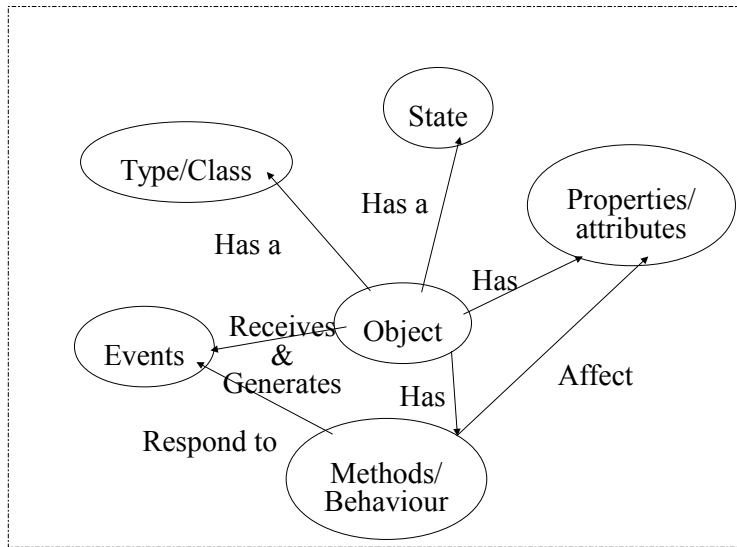 State
Type/Class
Has a
Properties/
attributes
Has a
Has
Receives
&
Generates
Object
Events
Has
Affect
Respond to
Methods/
Behaviour